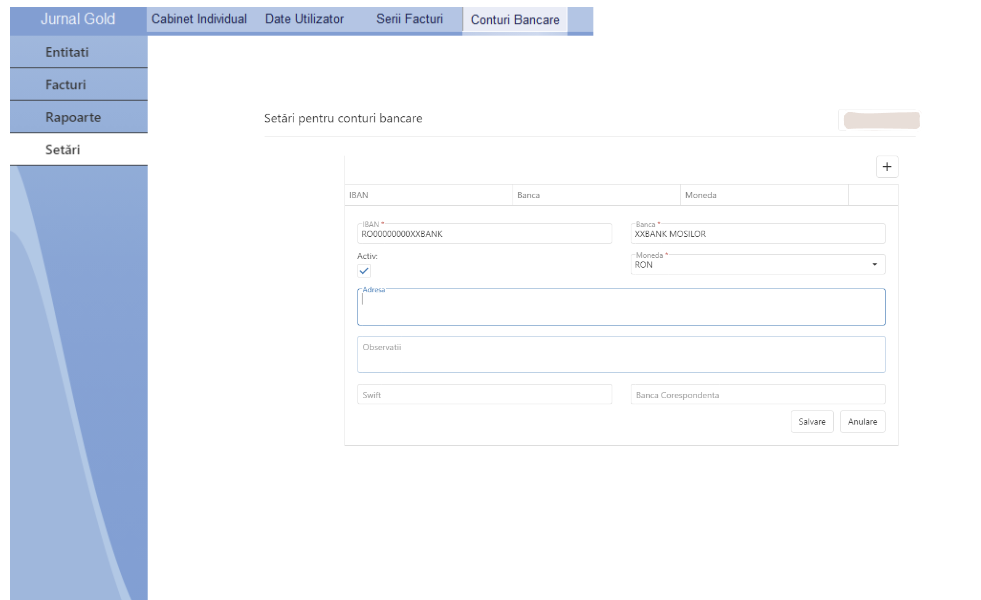 Jurnal Gold
Cabinet Individual Date Utilizator Serii Facturi Conturi Bancare
Entitati
Facturi
Rapoarte
Setări
Setări pentru conturi bancare
+
IBAN Banca Moneda
IBAN * Banca *
RO00000000XXBANK XXBANK MOSILOR
Activ: Moneda *
RON
Adresa
Observatii
Swift Banca Corespondenta
Salvare Anulare